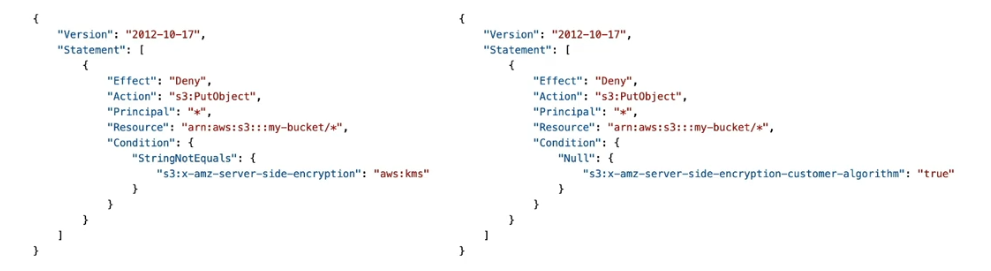 {
    "Version": "2012-10-17",
    "Statement": [
        {
            "Effect": "Deny",
            "Action": "s3:PutObject",
            "Principal": "*",
            "Resource": "arn:aws:s3:::my-bucket/*",
            "Condition": {
                "StringNotEquals": {
                    "s3:x-amz-server-side-encryption": "aws:kms"
                }
            }
        }
    ]
}
{
    "Version": "2012-10-17",
    "Statement": [
        {
            "Effect": "Deny",
            "Action": "s3:PutObject",
            "Principal": "*",
            "Resource": "arn:aws:s3:::my-bucket/*",
            "Condition": {
                "Null": {
                    "s3:x-amz-server-side-encryption-customer-algorithm": "true"
                }
            }
        }
    ]
}